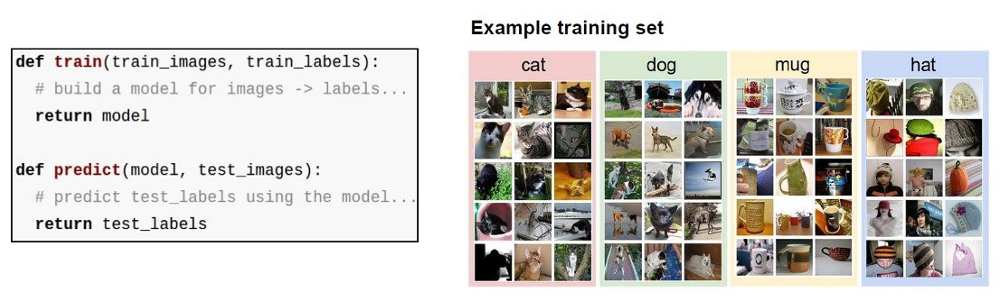 def train(train_images, train_labels):
# build a model for images -> labels...
return model
def predict(model, test_images):
# predict test_labels using the model...
return test_labels
Example training set
cat
dog
mug
hat